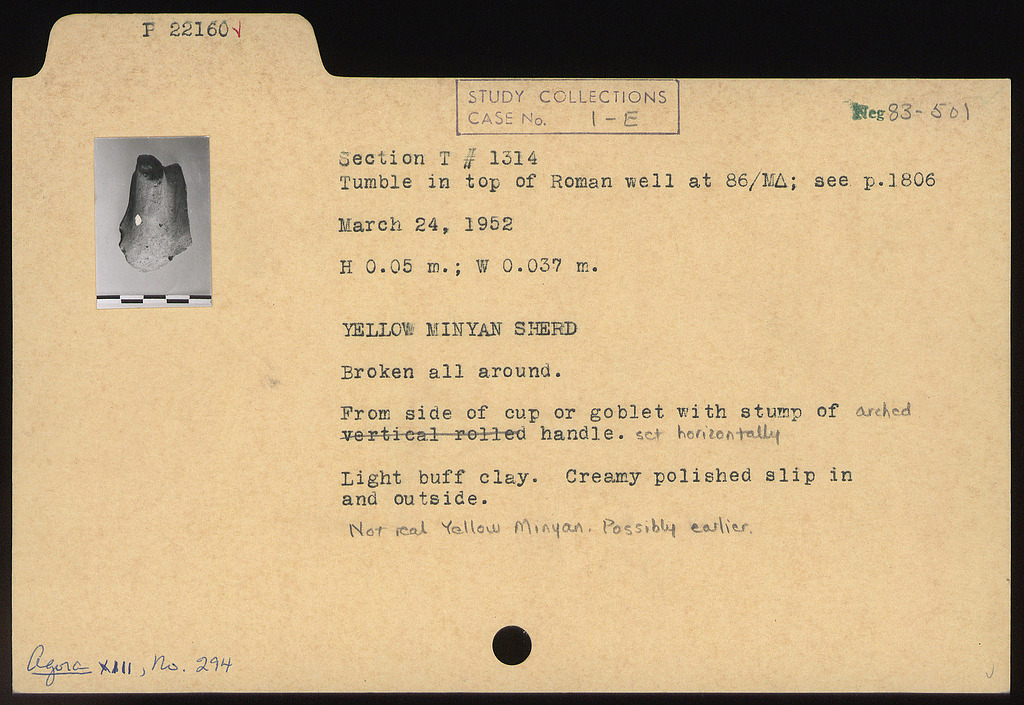 P 22160√
STUDY COLLECTIONS
CASE No. 1-E
Neg 83-501
Section T # 1314
Tumble in top of Roman well at 86/ΜΔ; see p.1806
March 24, 1952
H 0.05 m.; W 0.037 m.
YELLOW MINYAN SHERD
Broken all around.
From side of cup or goblet with stump of arched
vertical rolled handle. set horizontally
Light buff clay. Creamy polished slip in
and outside.
Not real Yellow Minyan. Possibly earlier.
Agora XIII, No. 294